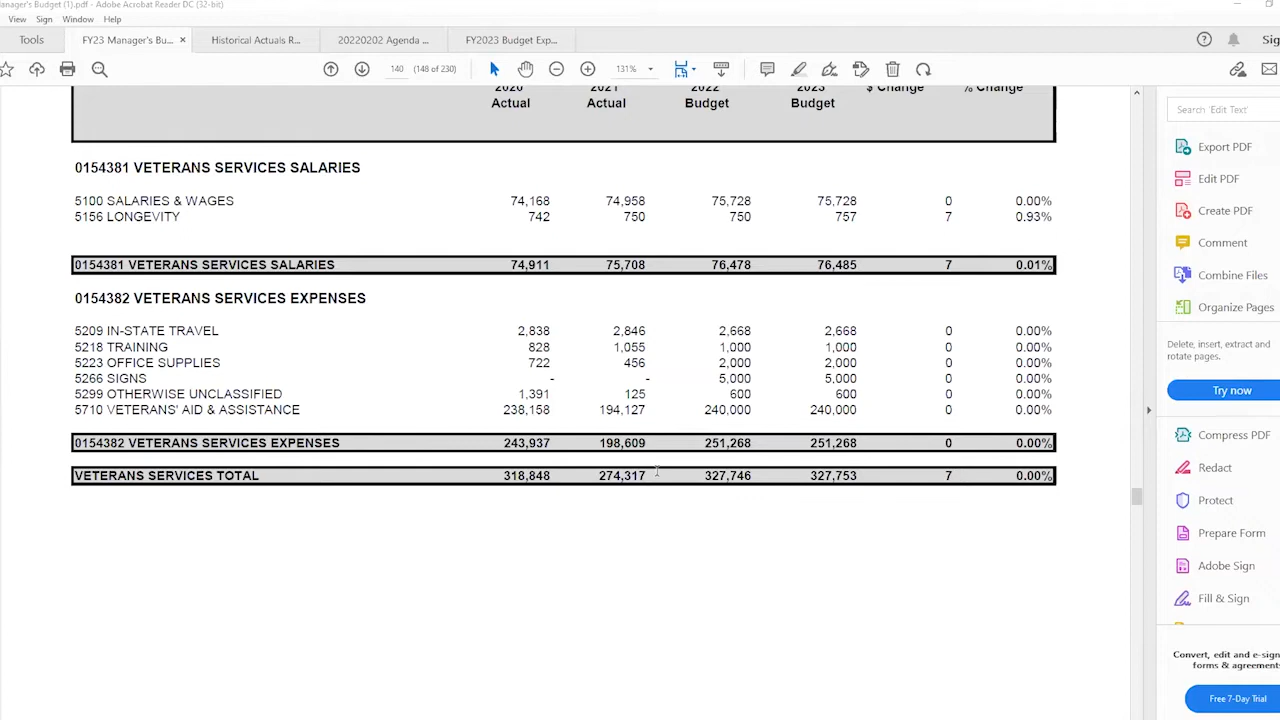 anager's Budget (1).pdf - Adobe Acrobat Reader DC (32-bit)
View Sign Window Help
Tools FY23 Manager's Bu... × Historical Actuals R... 20220202 Agenda ... FY2023 Budget Exp... Sig
140 (148 of 230) 131%
2020 2021 2022 2023 $ Change % Change
Actual Actual Budget Budget
0154381 VETERANS SERVICES SALARIES
5100 SALARIES & WAGES 74,168 74,958 75,728 75,728 0 0.00%
5156 LONGEVITY 742 750 750 757 7 0.93%
0154381 VETERANS SERVICES SALARIES 74,911 75,708 76,478 76,485 7 0.01%
0154382 VETERANS SERVICES EXPENSES
5209 IN-STATE TRAVEL 2,838 2,846 2,668 2,668 0 0.00%
5218 TRAINING 828 1,055 1,000 1,000 0 0.00%
5223 OFFICE SUPPLIES 722 456 2,000 2,000 0 0.00%
5266 SIGNS - - 5,000 5,000 0 0.00%
5299 OTHERWISE UNCLASSIFIED 1,391 125 600 600 0 0.00%
5710 VETERANS' AID & ASSISTANCE 238,158 194,127 240,000 240,000 0 0.00%
0154382 VETERANS SERVICES EXPENSES 243,937 198,609 251,268 251,268 0 0.00%
VETERANS SERVICES TOTAL 318,848 274,317 327,746 327,753 7 0.00%
Search 'Edit Text'
Export PDF
Edit PDF
Create PDF
Comment
Combine Files
Organize Pages
Delete, insert, extract and
rotate pages.
Try now
Compress PDF
Redact
Protect
Prepare Form
Adobe Sign
Fill & Sign
Convert, edit and e-sign
forms & agreements
Free 7-Day Trial